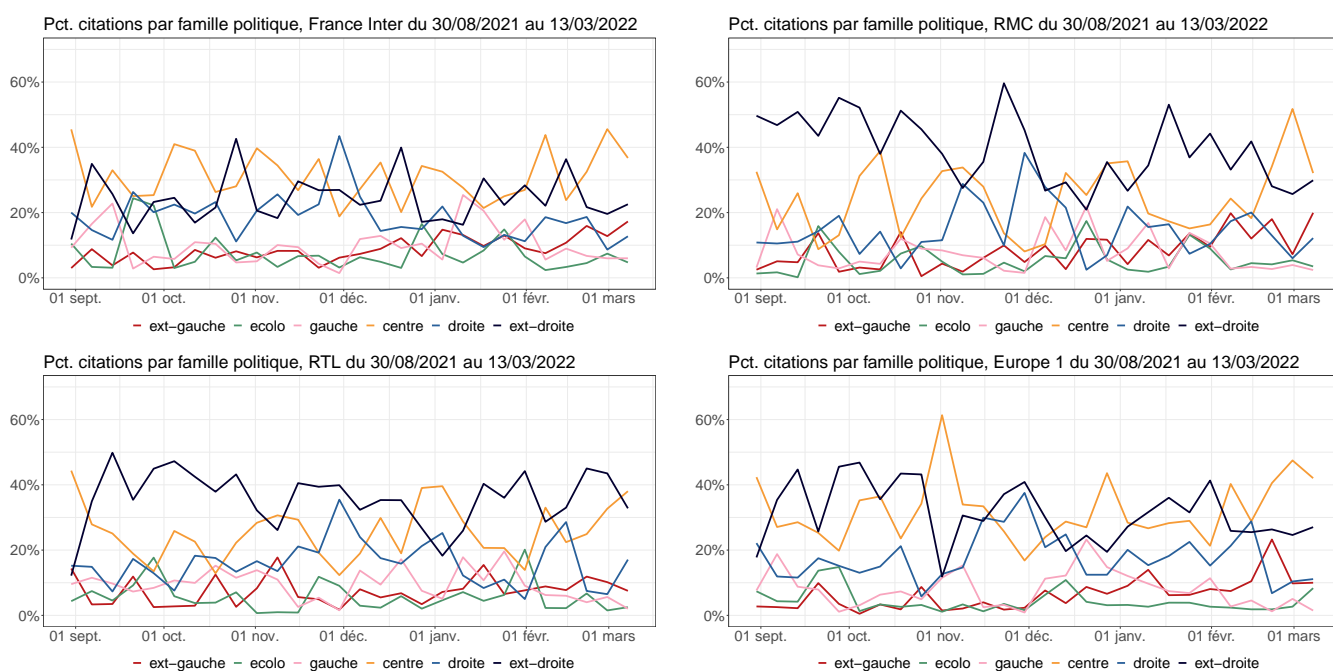 Pct. citations par famille politique, France Inter du 30/08/2021 au 13/03/2022
60%
40%
20%
0%
01 sept. 01 oct. 01 nov. 01 déc. 01 janv. 01 févr. 01 mars
ext-gauche ecolo gauche centre droite ext-droite
Pct. citations par famille politique, RMC du 30/08/2021 au 13/03/2022
60%
40%
20%
0%
01 sept. 01 oct. 01 nov. 01 déc. 01 janv. 01 févr. 01 mars
ext-gauche ecolo gauche centre droite ext-droite
Pct. citations par famille politique, RTL du 30/08/2021 au 13/03/2022
60%
40%
20%
0%
01 sept. 01 oct. 01 nov. 01 déc. 01 janv. 01 févr. 01 mars
ext-gauche ecolo gauche centre droite ext-droite
Pct. citations par famille politique, Europe 1 du 30/08/2021 au 13/03/2022
60%
40%
20%
0%
01 sept. 01 oct. 01 nov. 01 déc. 01 janv. 01 févr. 01 mars
ext-gauche ecolo gauche centre droite ext-droite